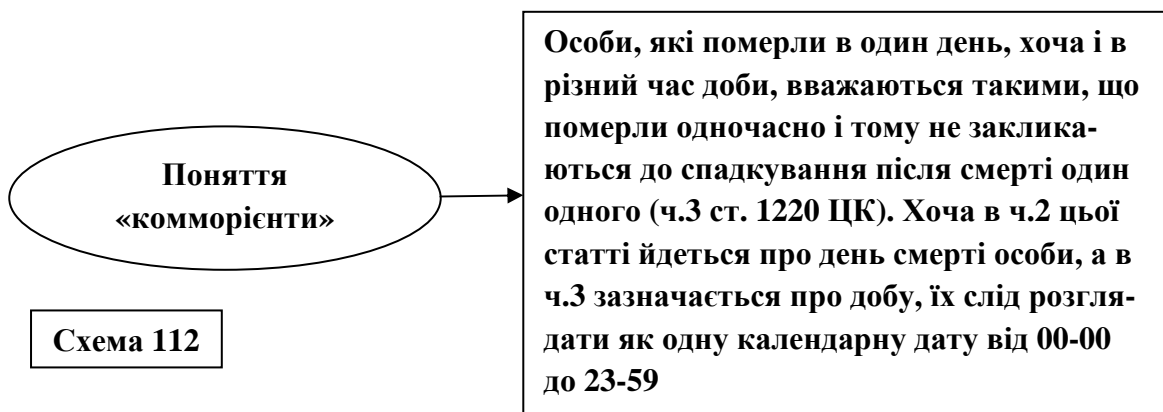 Поняття
«комморієнти»
Схема 112
Особи, які померли в один день, хоча і в
різний час доби, вважаються такими, що
померли одночасно і тому не заклика-
ються до спадкування після смерті один
одного (ч.3 ст. 1220 ЦК). Хоча в ч.2 цьої
статті йдеться про день смерті особи, а в
ч.3 зазначається про добу, їх слід розгля-
дати як одну календарну дату від 00-00
до 23-59